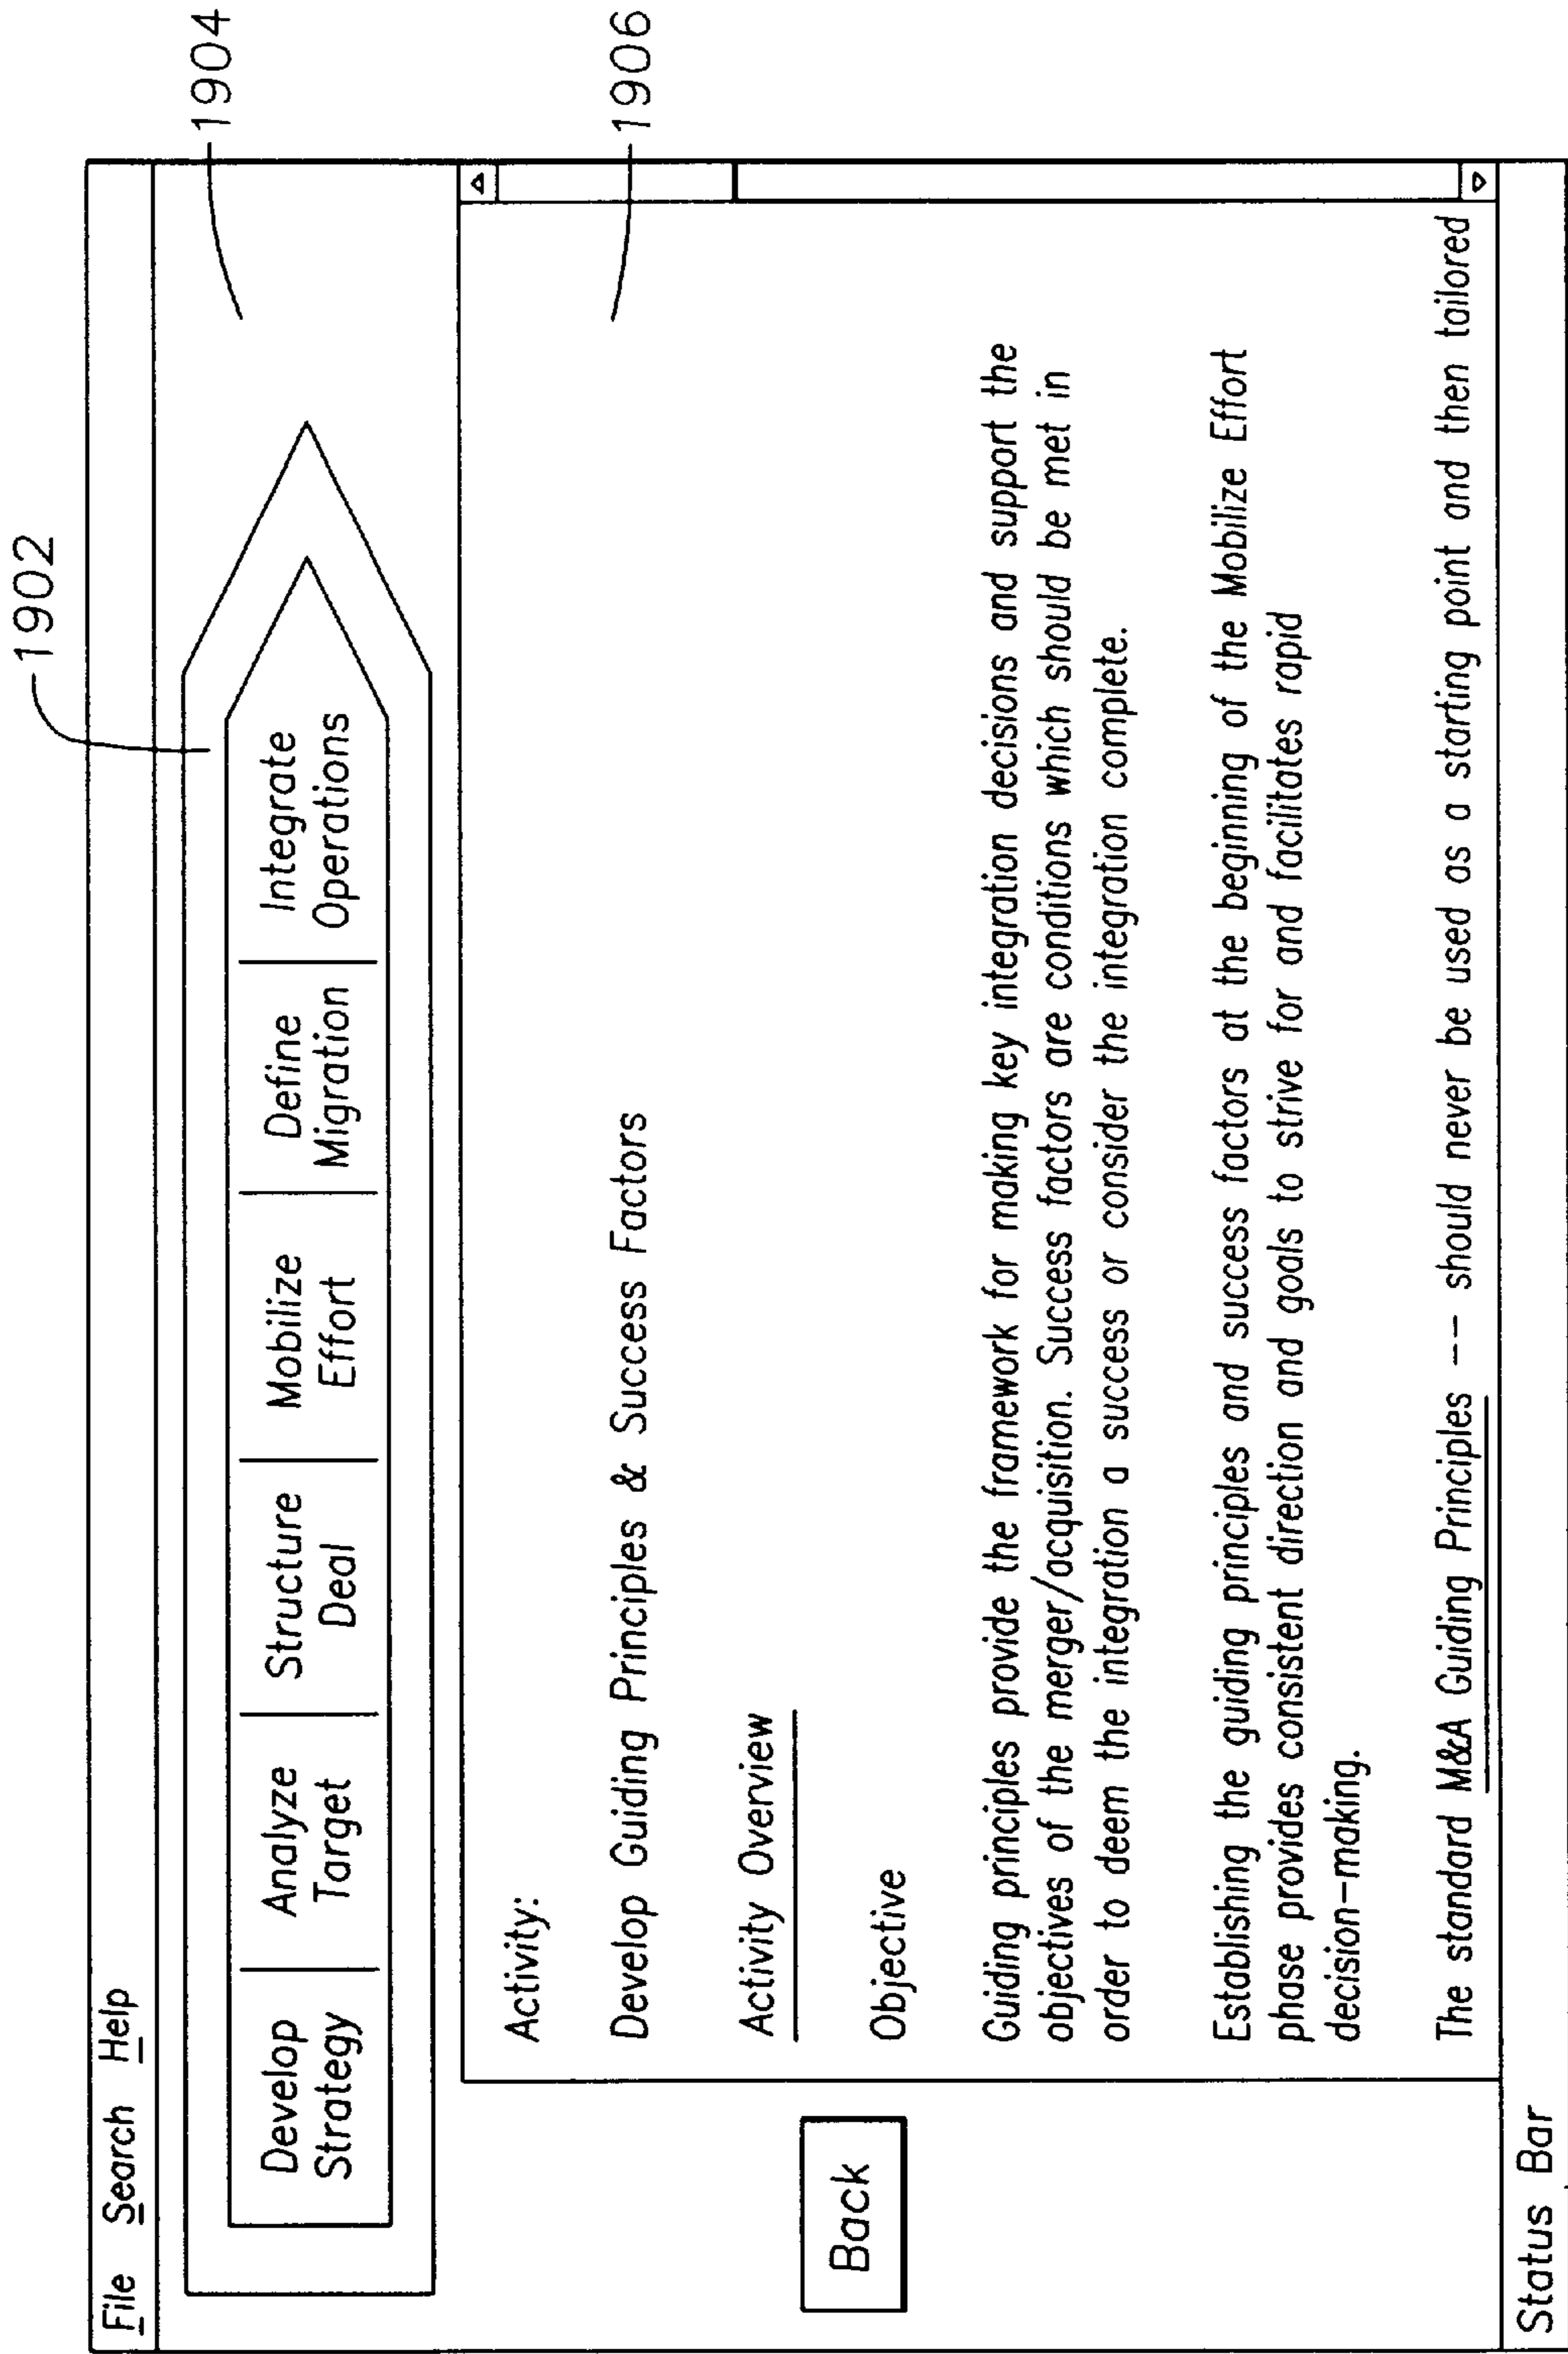 1902
1904
1906
File Search Help
Develop
Strategy
Analyze
Target
Structure
Deal
Mobilize
Effort
Define
Migration
Integrate
Operations
Back
Activity:
Develop Guiding Principles & Success Factors
Activity Overview
Objective
Guiding principles provide the framework for making key integration decisions and support the
objectives of the merger/acquisition. Success factors are conditions which should be met in
order to deem the integration a success or consider the integration complete.
Establishing the guiding principles and success factors at the beginning of the Mobilize Effort
phase provides consistent direction and goals to strive for and facilitates rapid
decision-making.
The standard M&A Guiding Principles -- should never be used as a starting point and then tailored
Status Bar